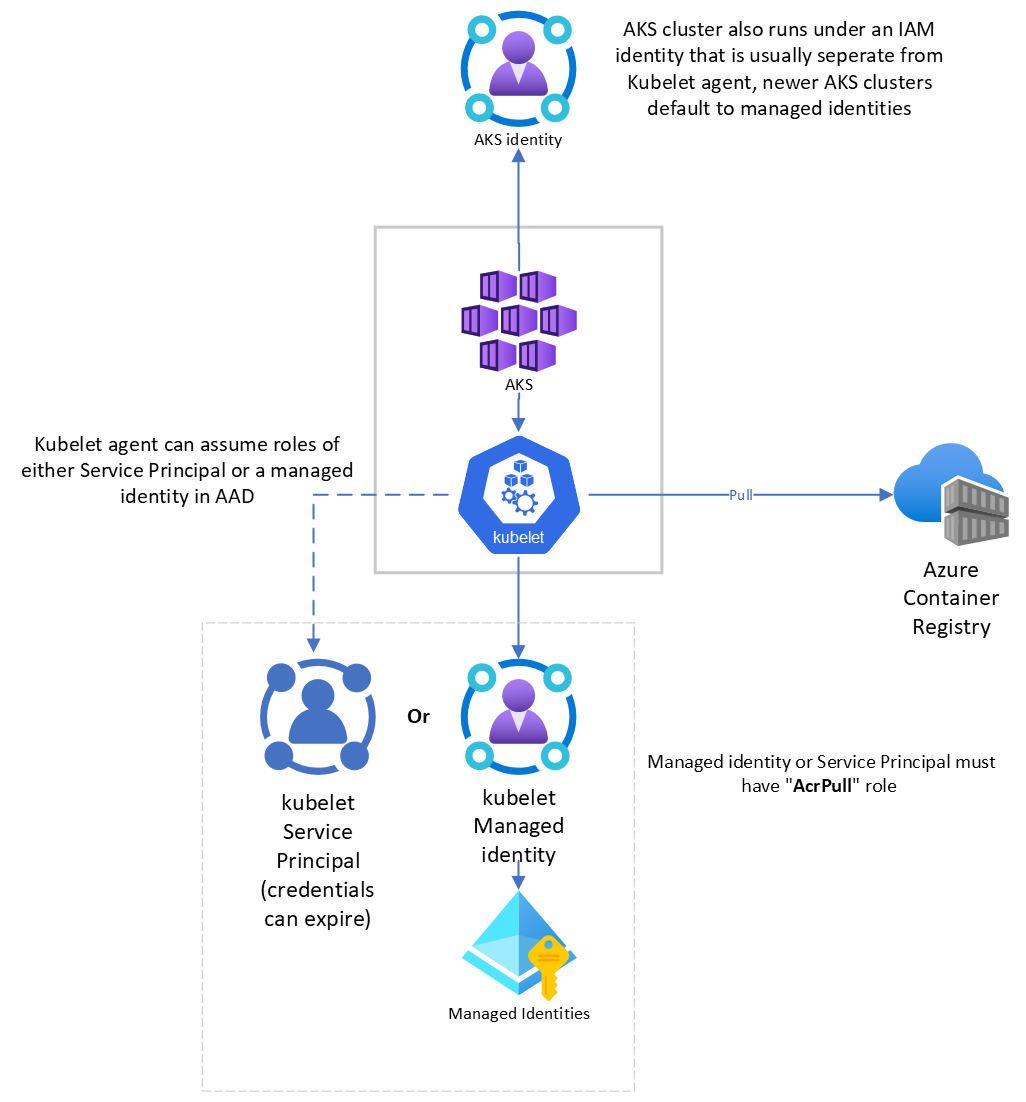 AKS cluster also runs under an IAM
identity that is usually seperate from
Kubelet agent, newer AKS clusters
default to managed identities
AKS identity
AKS
Kubelet agent can assume roles of
either Service Principal or a managed
identity in AAD
kubelet
Pull
Azure
Container
Registry
Or
kubelet
Service
Principal
(credentials
can expire)
kubelet
Managed
identity
Managed identity or Service Principal must
have "AcrPull" role
Managed Identities